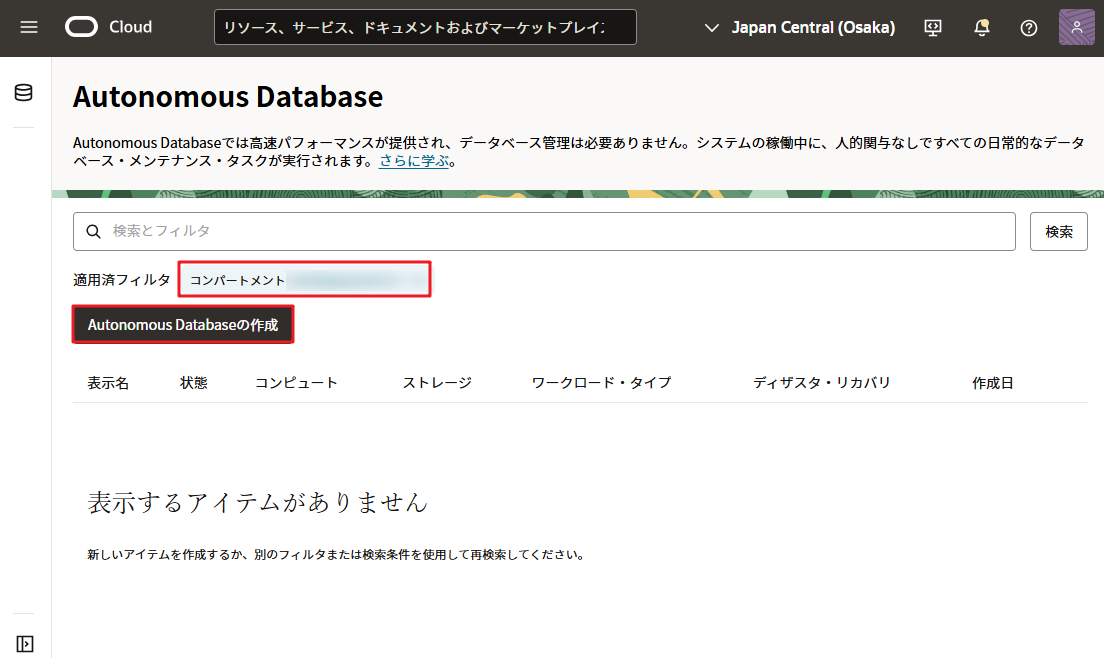 Cloud
リソース、サービス、ドキュメントおよびマーケットプレイ
Japan Central (Osaka)
Autonomous Database
Autonomous Databaseでは高速パフォーマンスが提供され、データベース管理は必要ありません。システムの稼働中に、人的関与なしですべての日常的なデータ
ベース・メンテナンス・タスクが実行されます。さらに学ぶ。
検索とフィルタ
検索
適用済フィルタ
コンパートメント
Autonomous Databaseの作成
表示名 状態 コンピュート ストレージ ワークロード・タイプ ディザスタ・リカバリ 作成日
表示するアイテムがありません
新しいアイテムを作成するか、別のフィルタまたは検索条件を使用して再検索してください。